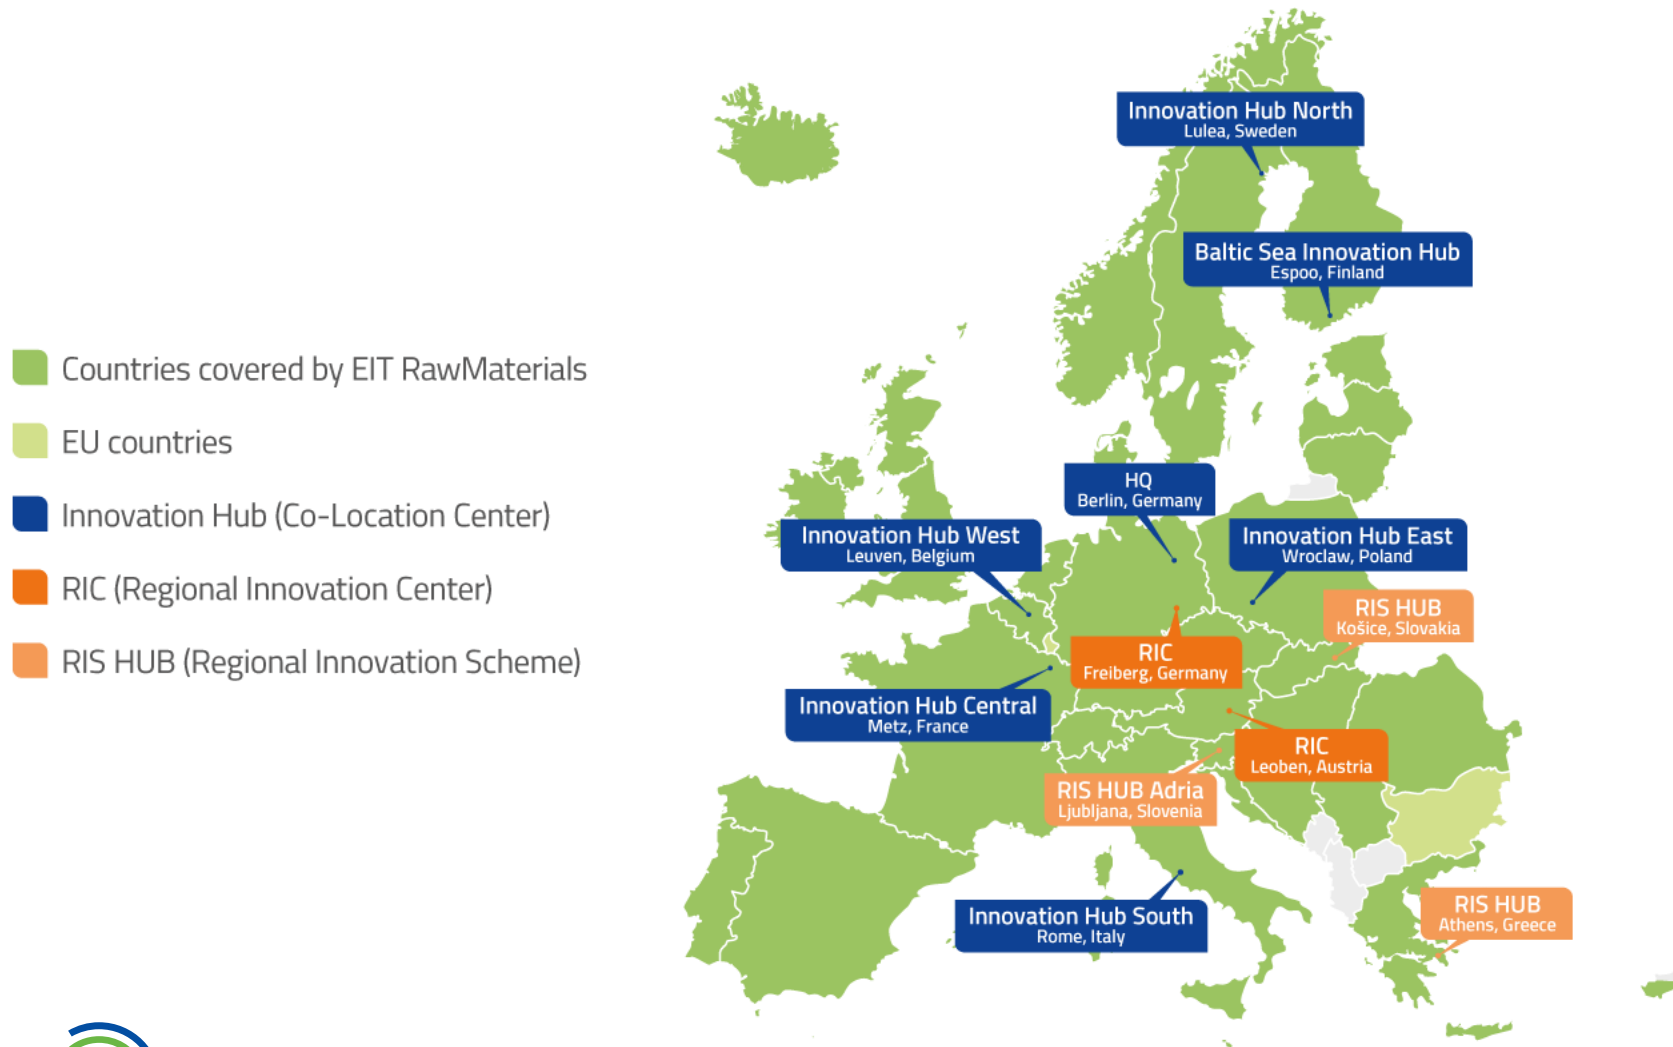 Innovation Hub North
Lulea, Sweden
Baltic Sea Innovation Hub
Espoo, Finland
Countries covered by EIT RawMaterials
EU countries
Innovation Hub (Co-Location Center)
RIC (Regional Innovation Center)
RIS HUB (Regional Innovation Scheme)
HQ
Berlin, Germany
Innovation Hub West
Leuven, Belgium
Innovation Hub East
Wroclaw, Poland
RIS HUB
Košice, Slovakia
RIC
Freiberg, Germany
Innovation Hub Central
Metz, France
RIC
Leoben, Austria
RIS HUB Adria
Ljubljana, Slovenia
Innovation Hub South
Rome, Italy
RIS HUB
Athens, Greece